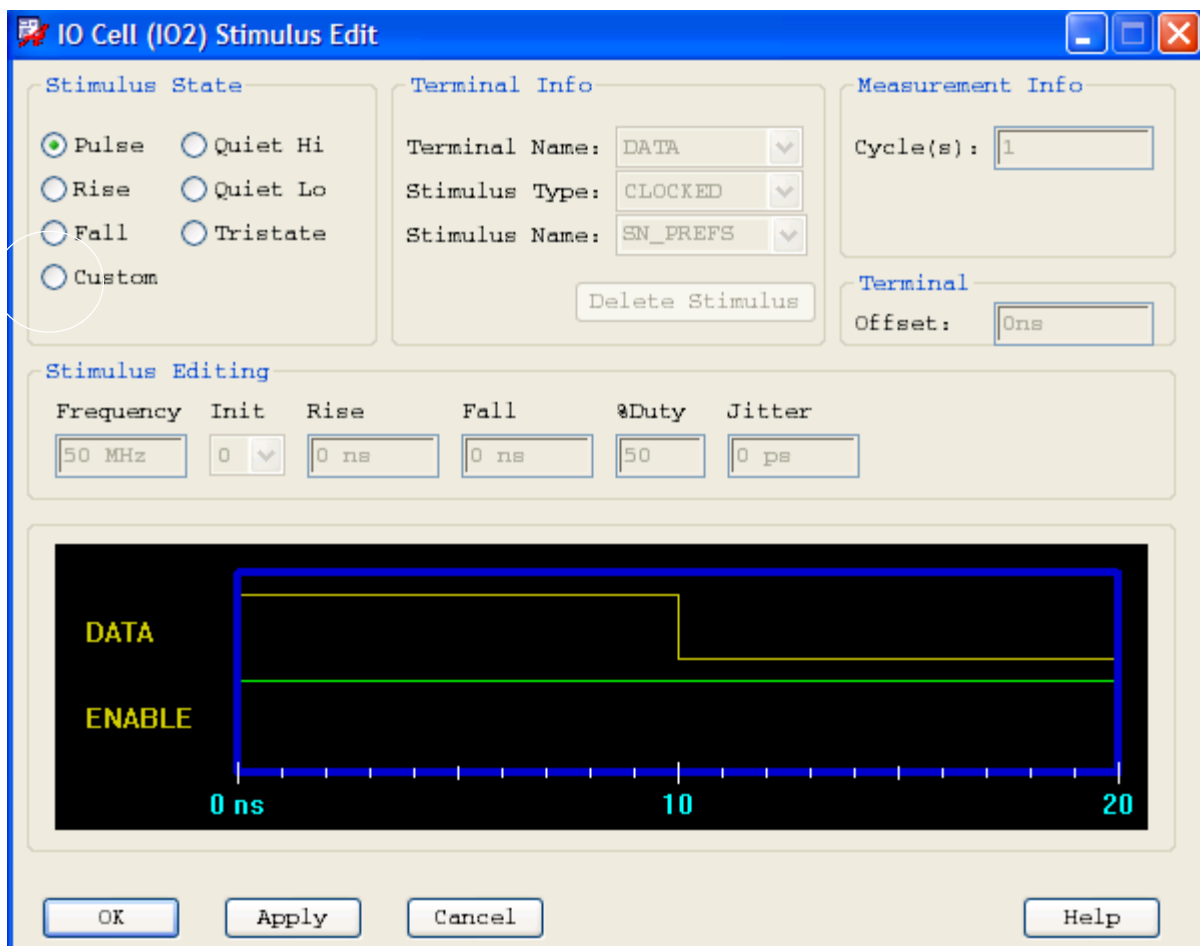 IO Cell (IO2) Stimulus Edit
Stimulus State
Pulse
Quiet Hi
Rise
Quiet Lo
Fall
Tristate
Custom
Terminal Info
Terminal Name: DATA
Stimulus Type: CLOCKED
Stimulus Name: SN_PREFS
Delete Stimulus
Measurement Info
Cycle(s): 1
Terminal
Offset: 0ns
Stimulus Editing
Frequency Init Rise Fall %Duty Jitter
50 MHz 0 0 ns 0 ns 50 0 ps
DATA
ENABLE
0 ns 10 20
OK Apply Cancel Help